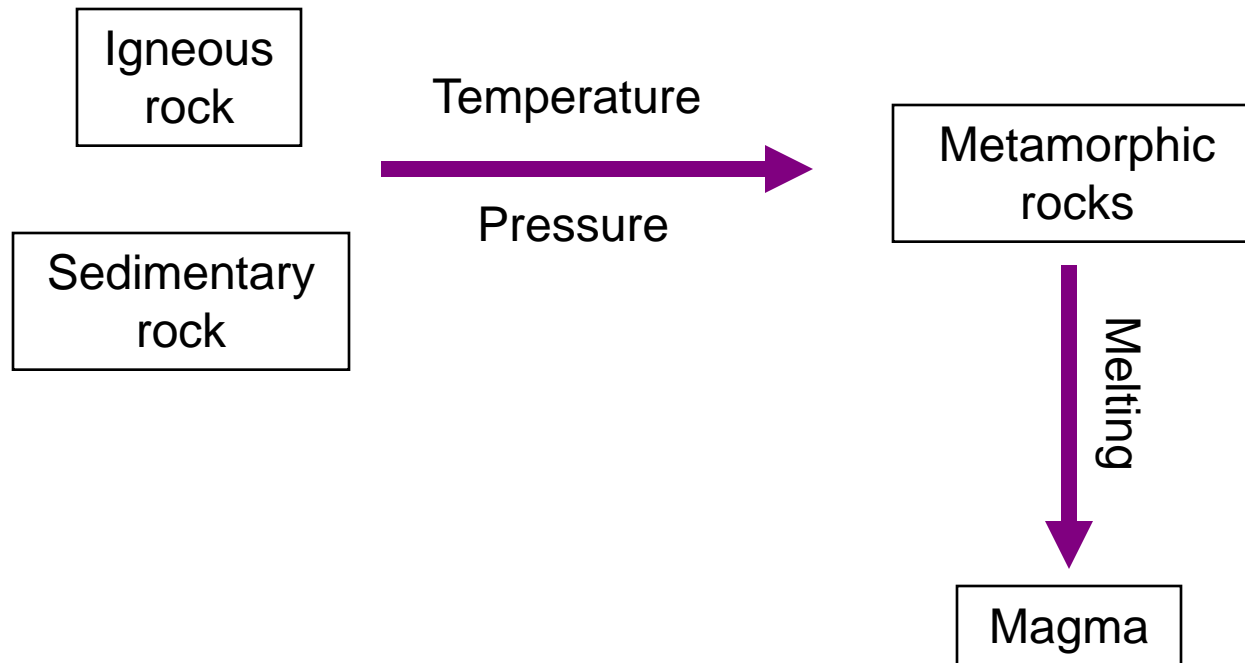 Igneous
rock
Temperature
Metamorphic
rocks
Pressure
Sedimentary
rock
Melting
Magma